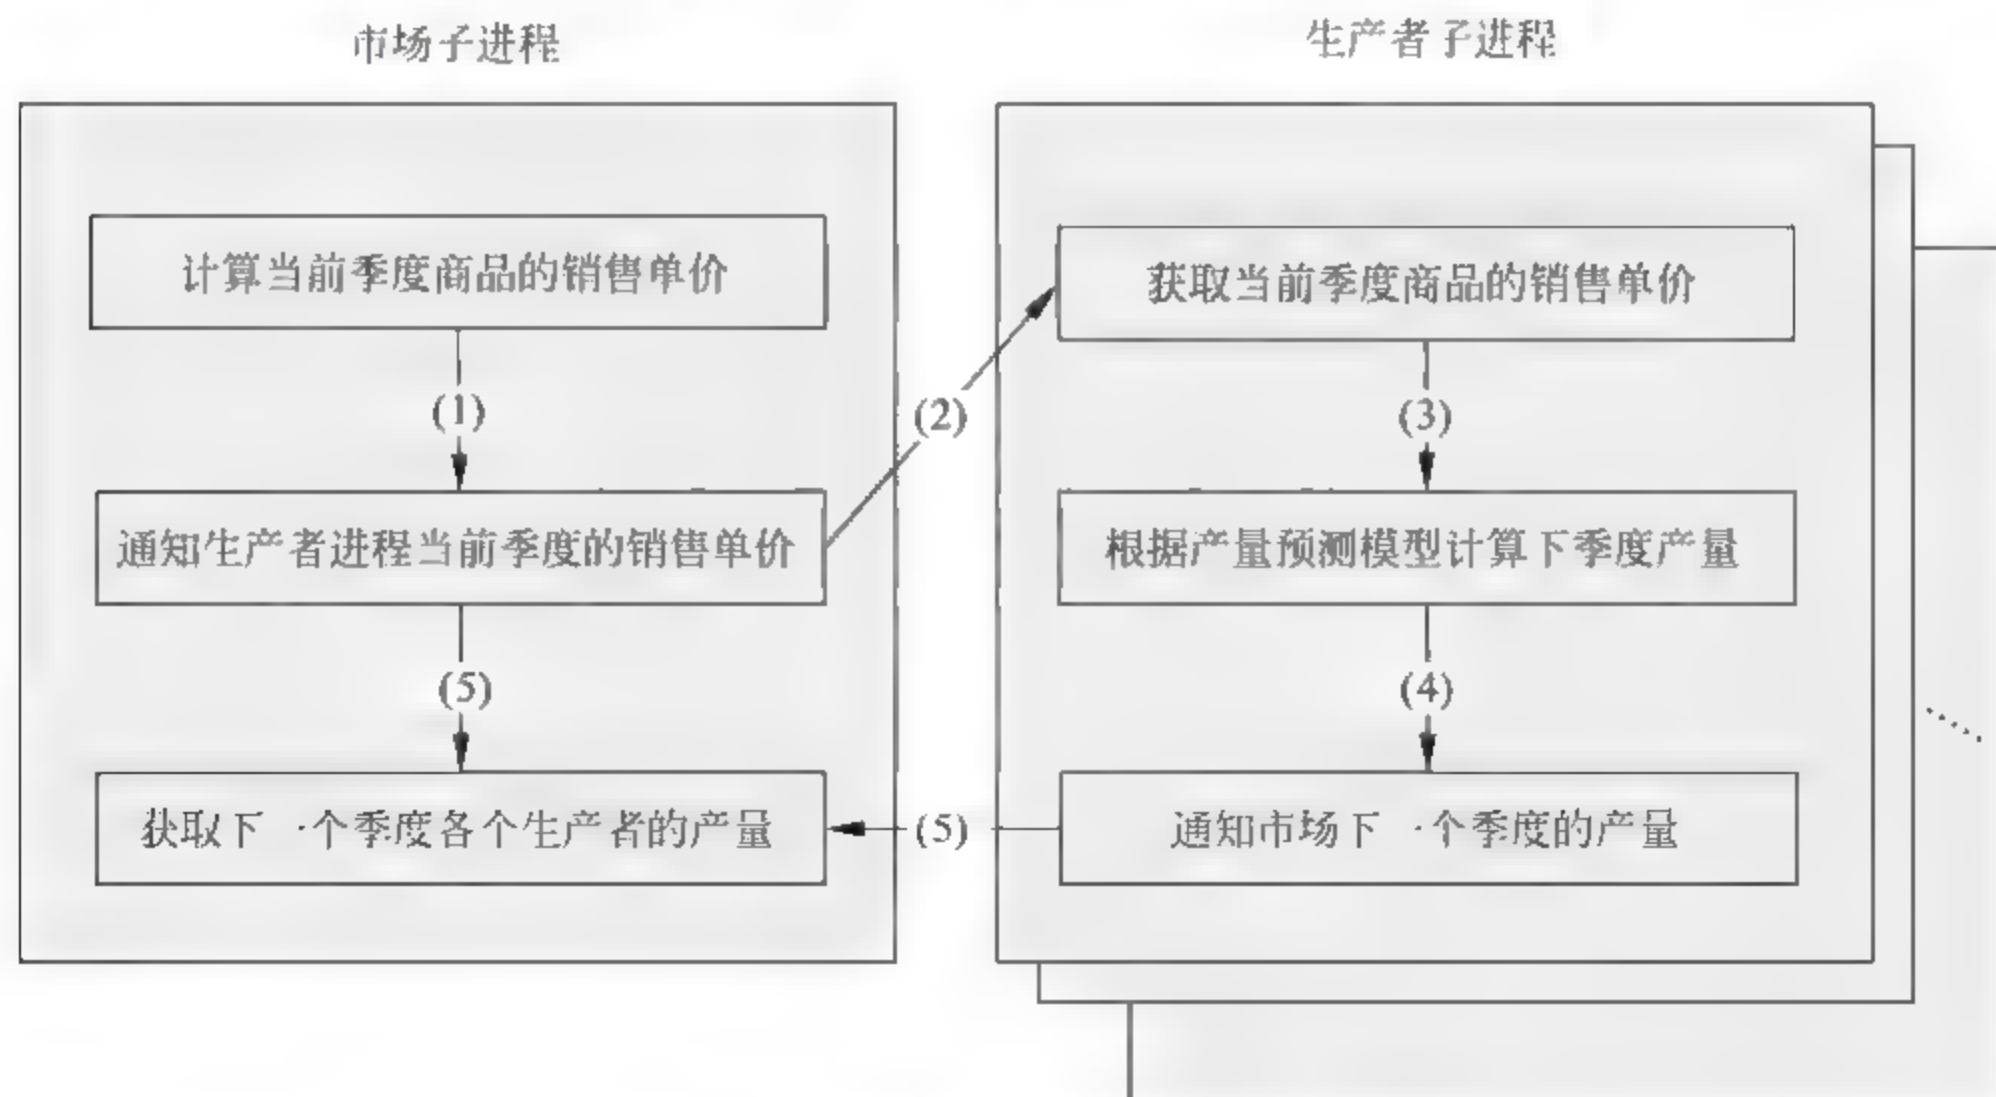 市场子进程
生产者子进程
计算当前季度商品的销售单价
获取当前季度商品的销售单价
(1)
(2)
(3)
通知生产者进程当前季度的销售单价
根据产量预测模型计算下季度产量
(5)
(4)
获取下一个季度各个生产者的产量
(5)
通知市场下一个季度的产量